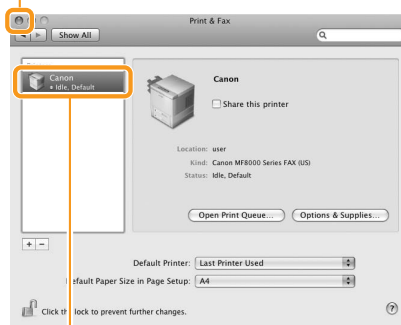 Print & Fax
Show All
Canon
Idle, Default
Canon
Share this printer
Location: user
Kind: Canon MF8000 Series FAX (US)
Status: Idle, Default
Open Print Queue...
Options & Supplies...
+ −
Default Printer: Last Printer Used
Default Paper Size in Page Setup: A4
Click the lock to prevent further changes.
?